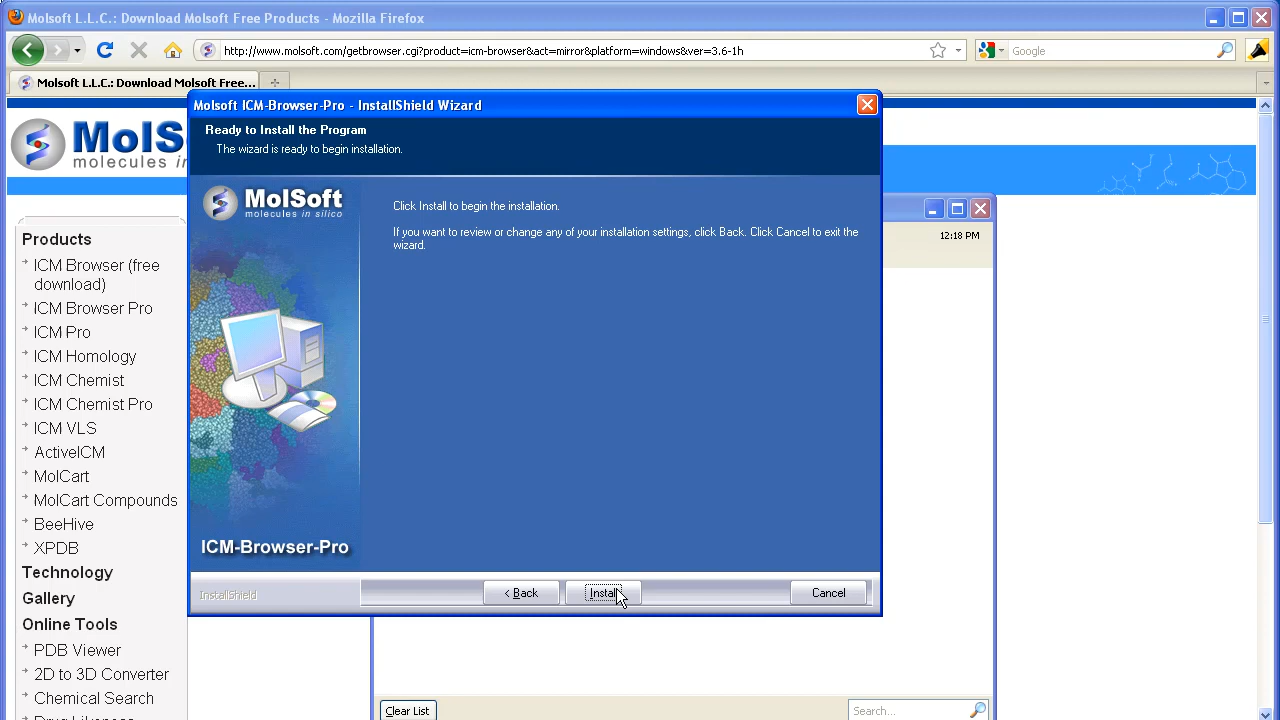 Molsoft L.L.C.: Download Molsoft Free Products - Mozilla Firefox
http://www.molsoft.com/getbrowser.cgi?product=icm-browser&act=mirror&platform=windows&ver=3.6-1h
Google
Molsoft L.L.C.: Download Molsoft Free...
Molsoft ICM-Browser-Pro - InstallShield Wizard
Ready to Install the Program
The wizard is ready to begin installation.
MolS
molecules in
MolSoft
molecules in silico
Click Install to begin the installation.
If you want to review or change any of your installation settings, click Back. Click Cancel to exit the
wizard.
12:18 PM
Products
ICM Browser (free
download)
ICM Browser Pro
ICM Pro
ICM Homology
ICM Chemist
ICM Chemist Pro
ICM VLS
ActiveICM
MolCart
MolCart Compounds
BeeHive
XPDB
Technology
Gallery
Online Tools
PDB Viewer
2D to 3D Converter
Chemical Search
ICM-Browser-Pro
InstallShield
< Back
Install
Cancel
Clear List
Search...